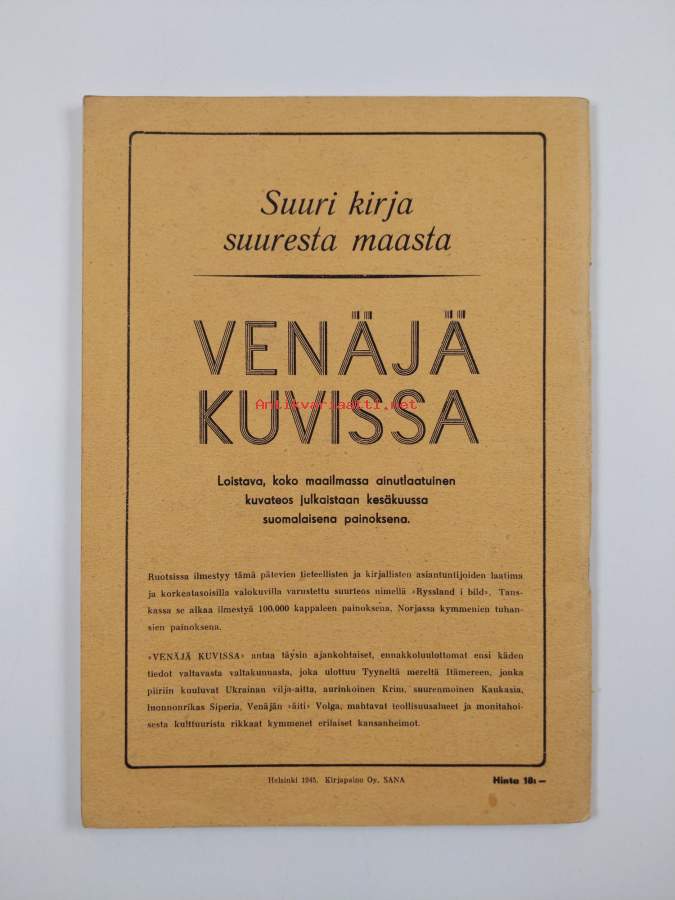 Suuri kirja
suuresta maasta
VENÄJÄ
Antikvariaatti.net
KUVISSA
Loistava, koko maailmassa ainutlaatuinen
kuvateos julkaistaan kesäkuussa
suomalaisena painoksena.
Ruotsissa ilmestyy tämä pätevien tieteellisten ja kirjallisten asiantuntijoiden laatima
ja korkeatasoisilla valokuvilla varustettu suurteos nimellä »Ryssland i bild». Tans-
kassa se alkaa ilmestyä 100,000 kappaleen painoksena, Norjassa kymmenien tuhan-
sien painoksena.
»VENÄJÄ KUVISSA» antaa täysin ajankohtaiset, ennakkoluulottomat ensi käden
tiedot valtavasta valtakunnasta, joka ulottuu Tyyneltä mereltä Itämereen, jonka
piiriin kuuluvat Ukrainan vilja-aitta, aurinkoinen Krim, suurenmoinen Kaukasia,
luonnonrikas Siperia, Venäjän »äiti» Volga, mahtavat teollisuusalueet ja monitahoi-
sesta kulttuurista rikkaat kymmenet erilaiset kansanheimot.
Helsinki 1945. Kirjapaino Oy. SANA
Hinta 18:—